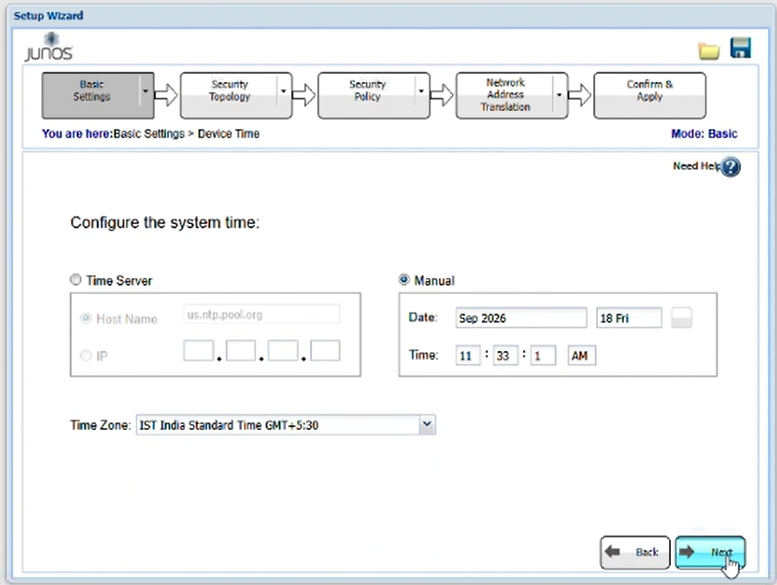 Setup Wizard
JUNOS
Basic Settings
Security Topology
Security Policy
Network Address Translation
Confirm & Apply
You are here:Basic Settings > Device Time
Mode: Basic
Need Help
Configure the system time:
Time Server
Manual
Host Name
us.ntp.pool.org
Date:
Sep 2026
18 Fri
IP
. . .
Time:
11 : 33 : 1 AM
Time Zone:
IST India Standard Time GMT+5:30
Back
Next